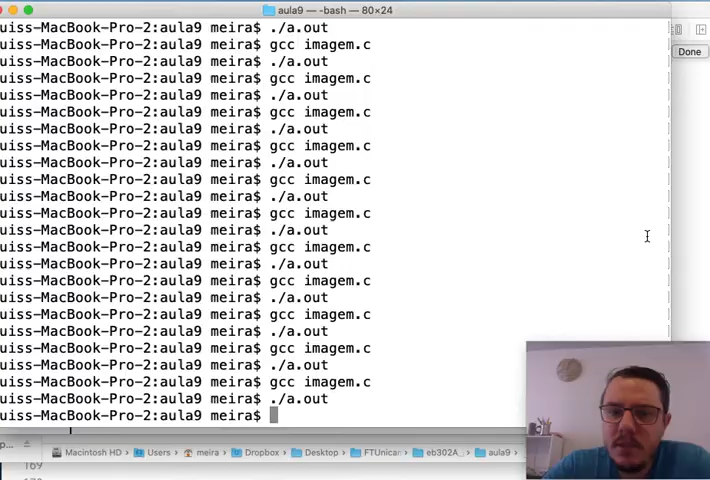 aula9 — -bash — 80×24
uiss-MacBook-Pro-2:aula9 meira$ ./a.out
Done
uiss-MacBook-Pro-2:aula9 meira$ gcc imagem.c
uiss-MacBook-Pro-2:aula9 meira$ ./a.out
uiss-MacBook-Pro-2:aula9 meira$ gcc imagem.c
uiss-MacBook-Pro-2:aula9 meira$ ./a.out
uiss-MacBook-Pro-2:aula9 meira$ gcc imagem.c
uiss-MacBook-Pro-2:aula9 meira$ ./a.out
uiss-MacBook-Pro-2:aula9 meira$ gcc imagem.c
uiss-MacBook-Pro-2:aula9 meira$ ./a.out
uiss-MacBook-Pro-2:aula9 meira$ gcc imagem.c
uiss-MacBook-Pro-2:aula9 meira$ ./a.out
uiss-MacBook-Pro-2:aula9 meira$ gcc imagem.c
uiss-MacBook-Pro-2:aula9 meira$ ./a.out
uiss-MacBook-Pro-2:aula9 meira$ gcc imagem.c
uiss-MacBook-Pro-2:aula9 meira$ ./a.out
uiss-MacBook-Pro-2:aula9 meira$ gcc imagem.c
uiss-MacBook-Pro-2:aula9 meira$ gcc imagem.c
uiss-MacBook-Pro-2:aula9 meira$ ./a.out
uiss-MacBook-Pro-2:aula9 meira$ gcc imagem.c
uiss-MacBook-Pro-2:aula9 meira$ ./a.out
uiss-MacBook-Pro-2:aula9 meira$ gcc imagem.c
uiss-MacBook-Pro-2:aula9 meira$ ./a.out
uiss-MacBook-Pro-2:aula9 meira$
p... Macintosh HD › Users › meira › Dropbox › Desktop › FTUnican › eb302A_ › aula9 ›
169